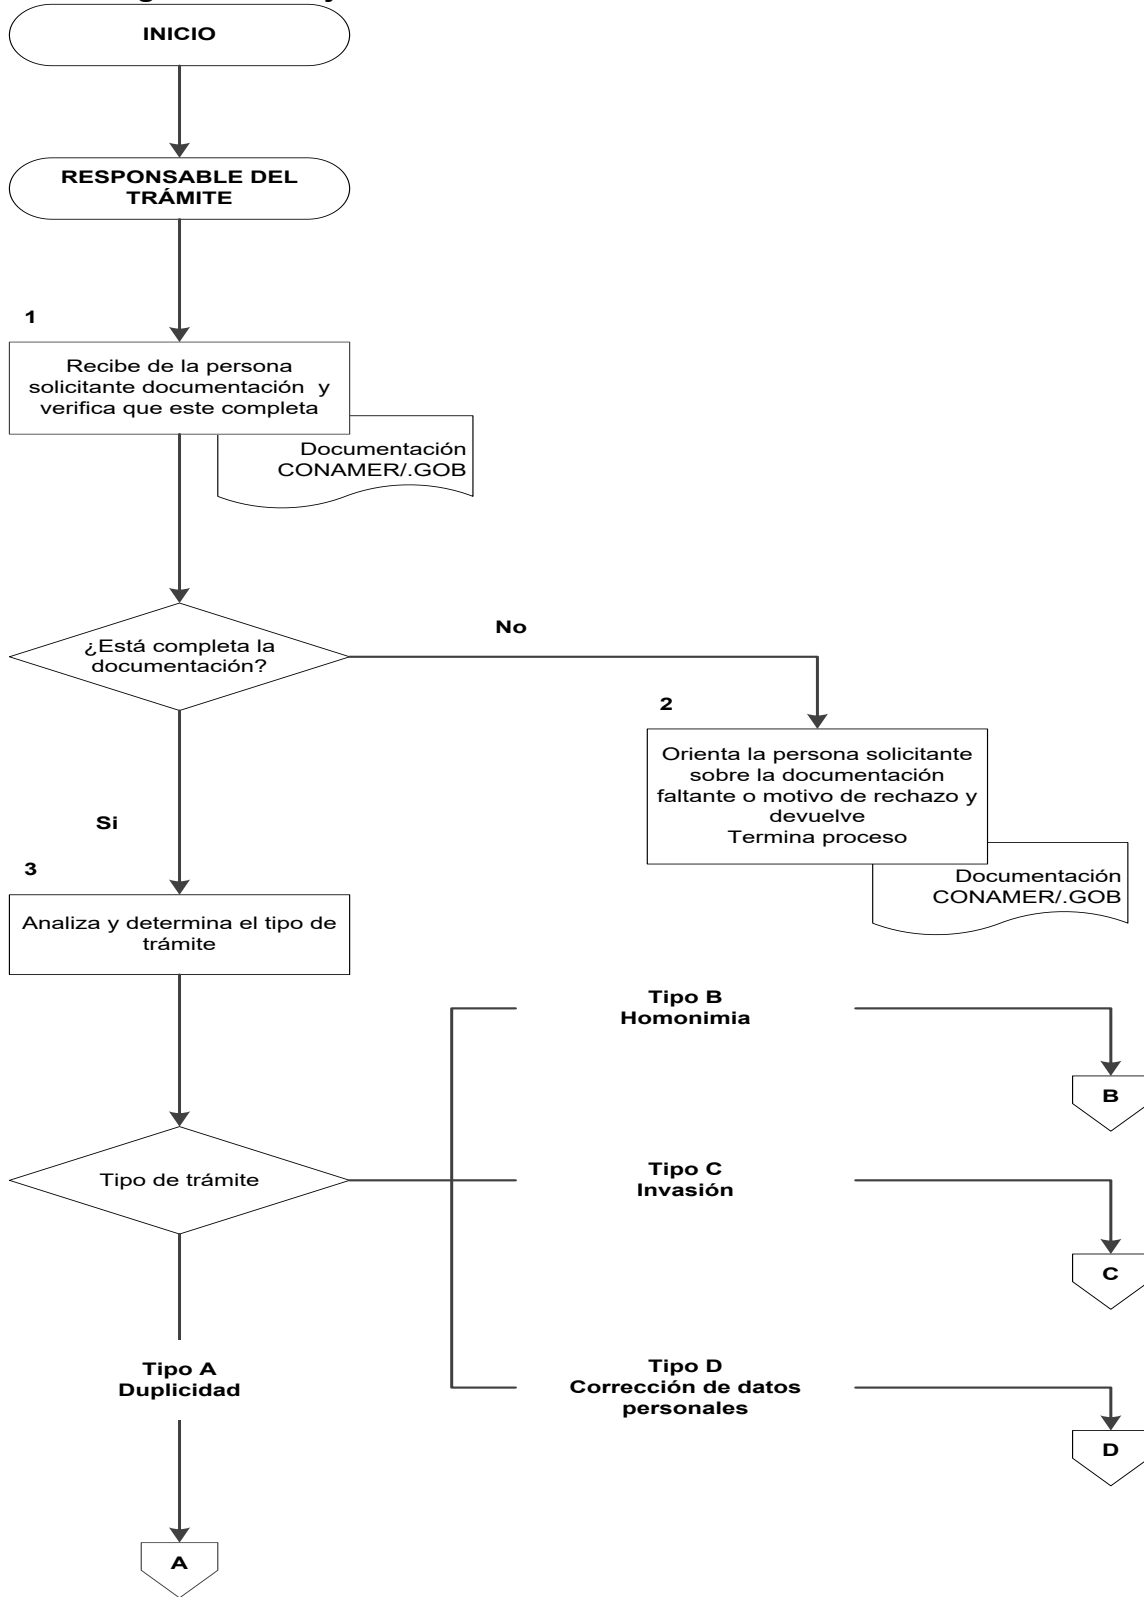 INICIO
RESPONSABLE DEL
TRÁMITE
1
Recibe de la persona
solicitante documentación y
verifica que este completa
Documentación
CONAMER/.GOB
¿Está completa la
documentación?
No
2
Orienta la persona solicitante
sobre la documentación
faltante o motivo de rechazo y
devuelve
Termina proceso
Documentación
CONAMER/.GOB
Si
3
Analiza y determina el tipo de
trámite
Tipo B
Homonimia
B
Tipo de trámite
Tipo C
Invasión
C
Tipo A
Duplicidad
Tipo D
Corrección de datos
personales
D
A